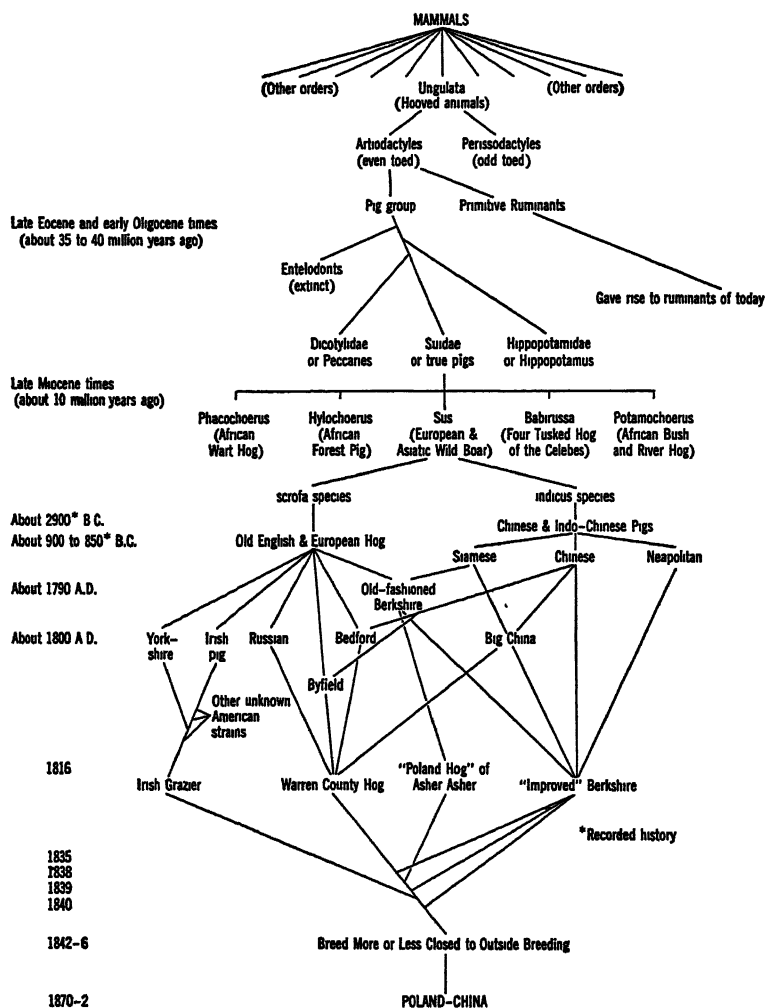 MAMMALS
(Other orders)
Ungulata
(Hooved animals)
(Other orders)
Artiodactyles
(even toed)
Perissodactyles
(odd toed)
Pig group
Primitive Ruminants
Late Eocene and early Oligocene times
(about 35 to 40 million years ago)
Entelodonts
(extinct)
Gave rise to ruminants of today
Dicotylidae
or Peccanes
Suidae
or true pigs
Hippopotamidae
or Hippopotamus
Late Miocene times
(about 10 million years ago)
Phacochoerus
(African
Wart Hog)
Hylochoerus
(African
Forest Pig)
Sus
(European &
Asiatic Wild Boar)
Babirussa
(Four Tusked Hog
of the Celebes)
Potamochoerus
(African Bush
and River Hog)
scrofa species
indicus species
About 2900* B C.
Chinese & Indo-Chinese Pigs
About 900 to 850* B.C.
Old English & European Hog
Siamese
Chinese
Neapolitan
About 1790 A.D.
Old-fashioned
Berkshire
About 1800 A D.
York-
shire
Irish
pig
Russian
Bedford
Big China
Byfield
Other unknown
American
strains
1816
Irish Grazier
Warren County Hog
"Poland Hog" of
Asher Asher
"Improved" Berkshire
*Recorded history
1835
1838
1839
1840
1842-6
Breed More or Less Closed to Outside Breeding
1870-2
POLAND-CHINA